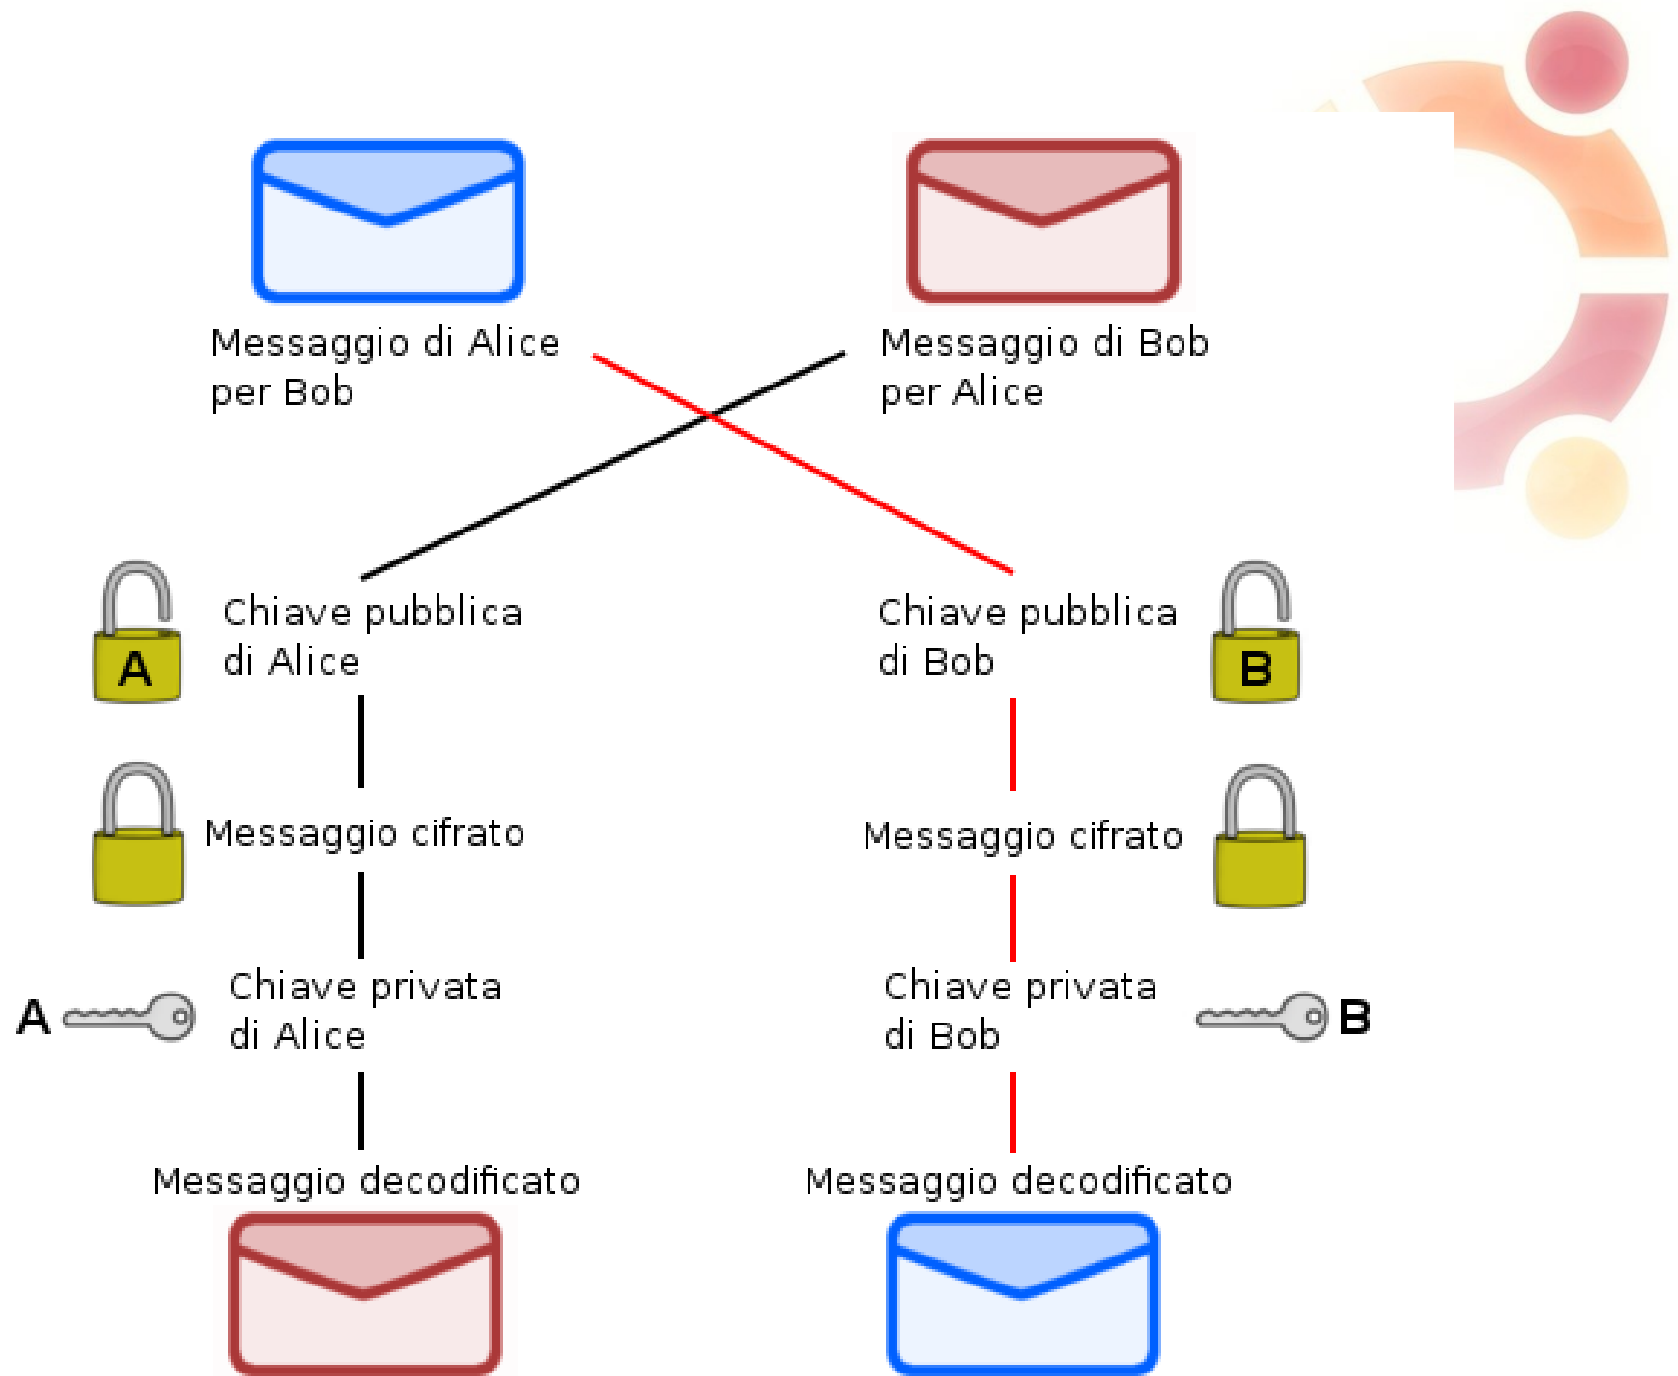 Messaggio di Alice
per Bob
Messaggio di Bob
per Alice
A
Chiave pubblica
di Alice
Chiave pubblica
di Bob
B
Messaggio cifrato
Messaggio cifrato
A
Chiave privata
di Alice
Chiave privata
di Bob
B
Messaggio decodificato
Messaggio decodificato